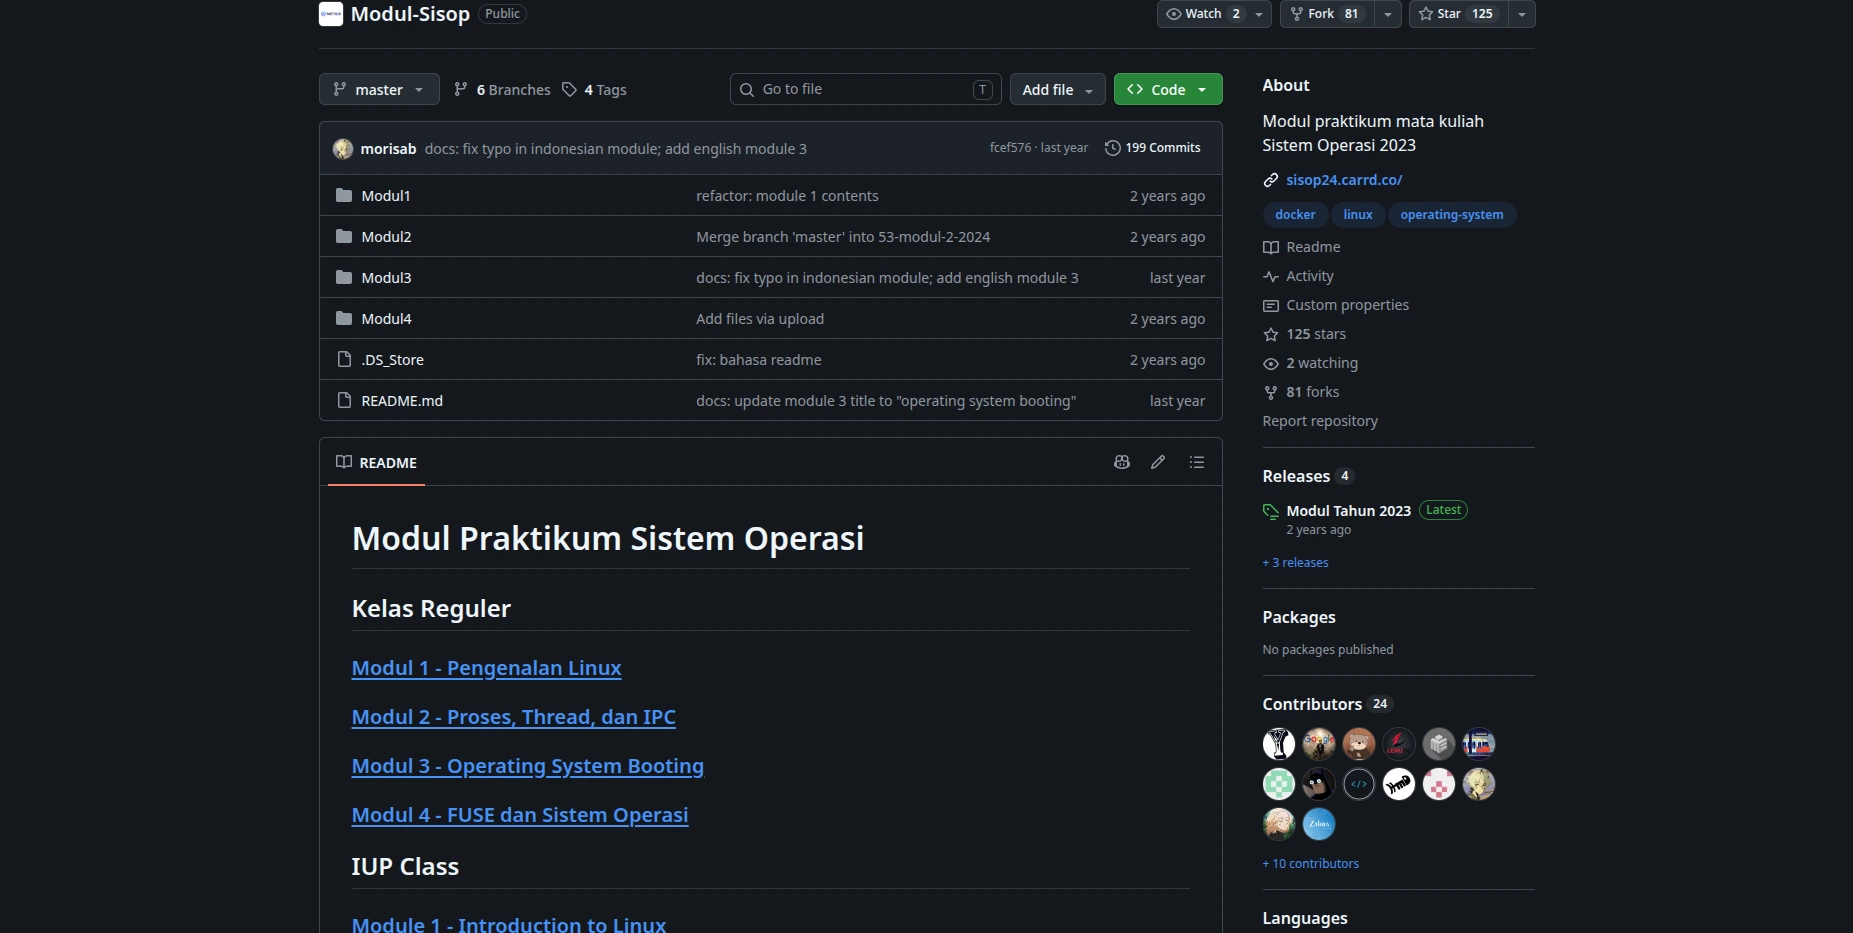 Modul-Sisop Public
Watch 2 Fork 81 Star 125
master 6 Branches 4 Tags Go to file T Add file Code
morisab docs: fix typo in indonesian module; add english module 3 fcef576 · last year 199 Commits
Modul1 refactor: module 1 contents 2 years ago
Modul2 Merge branch 'master' into 53-modul-2-2024 2 years ago
Modul3 docs: fix typo in indonesian module; add english module 3 last year
Modul4 Add files via upload 2 years ago
.DS_Store fix: bahasa readme 2 years ago
README.md docs: update module 3 title to "operating system booting" last year
README
Modul Praktikum Sistem Operasi
Kelas Reguler
Modul 1 - Pengenalan Linux
Modul 2 - Proses, Thread, dan IPC
Modul 3 - Operating System Booting
Modul 4 - FUSE dan Sistem Operasi
IUP Class
Module 1 - Introduction to Linux
About
Modul praktikum mata kuliah
Sistem Operasi 2023
sisop24.carrd.co/
docker linux operating-system
Readme
Activity
Custom properties
125 stars
2 watching
81 forks
Report repository
Releases 4
Modul Tahun 2023 Latest
2 years ago
+ 3 releases
Packages
No packages published
Contributors 24
+ 10 contributors
Languages